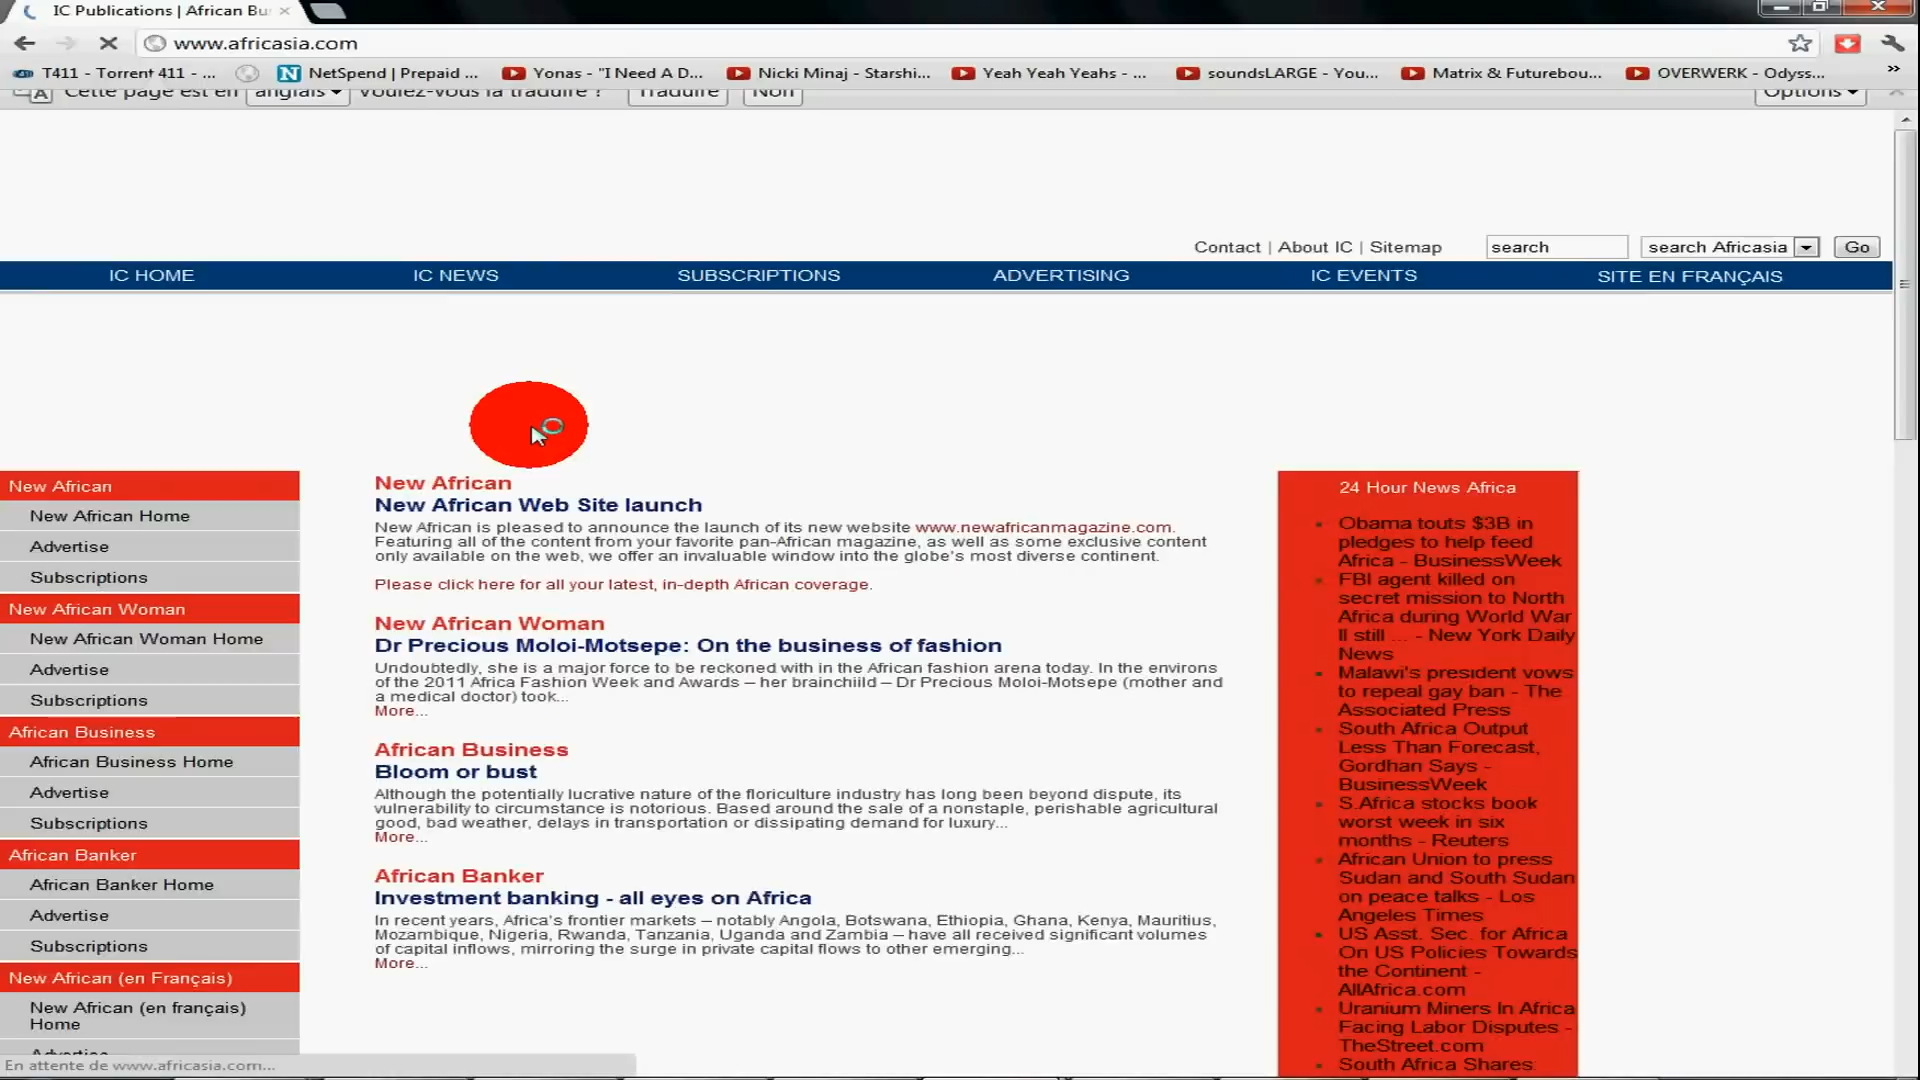 IC Publications | African Bu
www.africasia.com
T411 - Torrent 411 - ...
NetSpend | Prepaid ...
Yonas - "I Need A D...
Nicki Minaj - Starshi...
Yeah Yeah Yeahs - ...
soundsLARGE - You...
Matrix & Futurebou...
OVERWERK - Odyss...
»
Cette page est en anglais Voulez-vous la traduire ? Traduire Non Options
Contact | About IC | Sitemap search search Africasia Go
IC HOME IC NEWS SUBSCRIPTIONS ADVERTISING IC EVENTS SITE EN FRANÇAIS
New African
New African Home
Advertise
Subscriptions
New African Woman
New African Woman Home
Advertise
Subscriptions
African Business
African Business Home
Advertise
Subscriptions
African Banker
African Banker Home
Advertise
Subscriptions
New African (en Français)
New African (en français)
Home
Advertise
New African
New African Web Site launch
New African is pleased to announce the launch of its new website www.newafricanmagazine.com.
Featuring all of the content from your favorite pan-African magazine, as well as some exclusive content
only available on the web, we offer an invaluable window into the globe's most diverse continent.
Please click here for all your latest, in-depth African coverage.
New African Woman
Dr Precious Moloi-Motsepe: On the business of fashion
Undoubtedly, she is a major force to be reckoned with in the African fashion arena today. In the environs
of the 2011 Africa Fashion Week and Awards – her brainchiild – Dr Precious Moloi-Motsepe (mother and
a medical doctor) took...
More...
African Business
Bloom or bust
Although the potentially lucrative nature of the floriculture industry has long been beyond dispute, its
vulnerability to circumstance is notorious. Based around the sale of a nonstaple, perishable agricultural
good, bad weather, delays in transportation or dissipating demand for luxury...
More...
African Banker
Investment banking - all eyes on Africa
In recent years, Africa's frontier markets – notably Angola, Botswana, Ethiopia, Ghana, Kenya, Mauritius,
Mozambique, Nigeria, Rwanda, Tanzania, Uganda and Zambia – have all received significant volumes
of capital inflows, mirroring the surge in private capital flows to other emerging...
More...
24 Hour News Africa
Obama touts $3B in
pledges to help feed
Africa - BusinessWeek
FBI agent killed on
secret mission to North
Africa during World War
II still ... - New York Daily
News
Malawi's president vows
to repeal gay ban - The
Associated Press
South Africa Output
Less Than Forecast,
Gordhan Says -
BusinessWeek
S.Africa stocks book
worst week in six
months - Reuters
African Union to press
Sudan and South Sudan
on peace talks - Los
Angeles Times
US Asst. Sec. for Africa
On US Policies Towards
the Continent -
AllAfrica.com
Uranium Miners In Africa
Facing Labor Disputes -
TheStreet.com
South Africa Shares:
En attente de www.africasia.com...